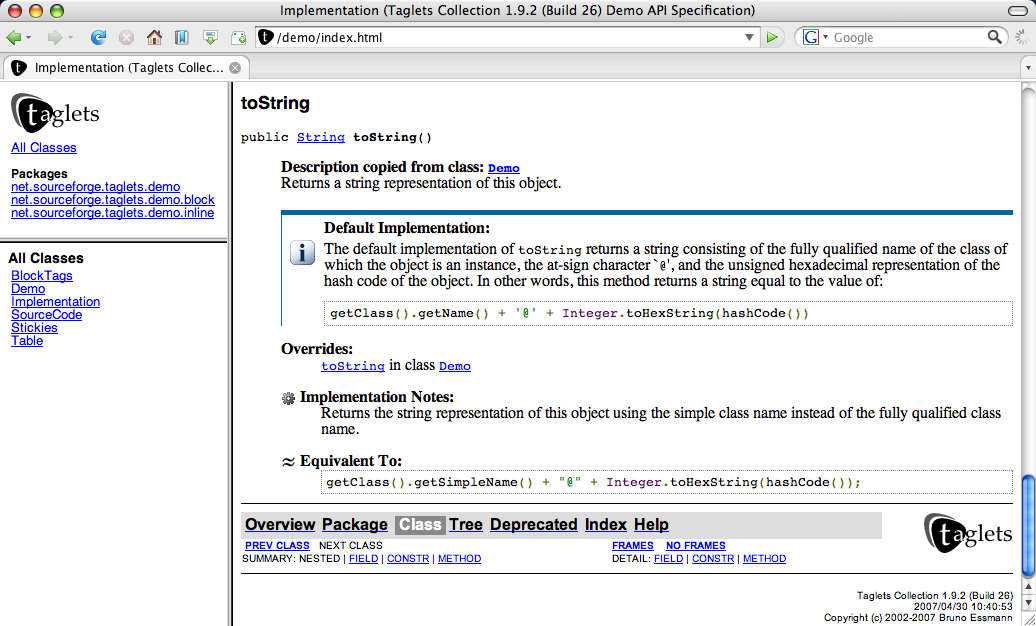 Implementation (Taglets Collection 1.9.2 (Build 26) Demo API Specification)
/demo/index.html
G Google
Implementation (Taglets Collec...
taglets
All Classes
Packages
net.sourceforge.taglets.demo
net.sourceforge.taglets.demo.block
net.sourceforge.taglets.demo.inline
All Classes
BlockTags
Demo
Implementation
SourceCode
Stickies
Table
toString
public String toString()
Description copied from class: Demo
Returns a string representation of this object.
Default Implementation:
The default implementation of toString returns a string consisting of the fully qualified name of the class of
which the object is an instance, the at-sign character `@', and the unsigned hexadecimal representation of the
hash code of the object. In other words, this method returns a string equal to the value of:
getClass().getName() + '@' + Integer.toHexString(hashCode())
Overrides:
toString in class Demo
Implementation Notes:
Returns the string representation of this object using the simple class name instead of the fully qualified class
name.
≈ Equivalent To:
getClass().getSimpleName() + "@" + Integer.toHexString(hashCode());
Overview Package Class Tree Deprecated Index Help
PREV CLASS NEXT CLASS
FRAMES NO FRAMES
SUMMARY: NESTED | FIELD | CONSTR | METHOD
DETAIL: FIELD | CONSTR | METHOD
taglets
Taglets Collection 1.9.2 (Build 26)
2007/04/30 10:40:53
Copyright (c) 2002-2007 Bruno Essmann